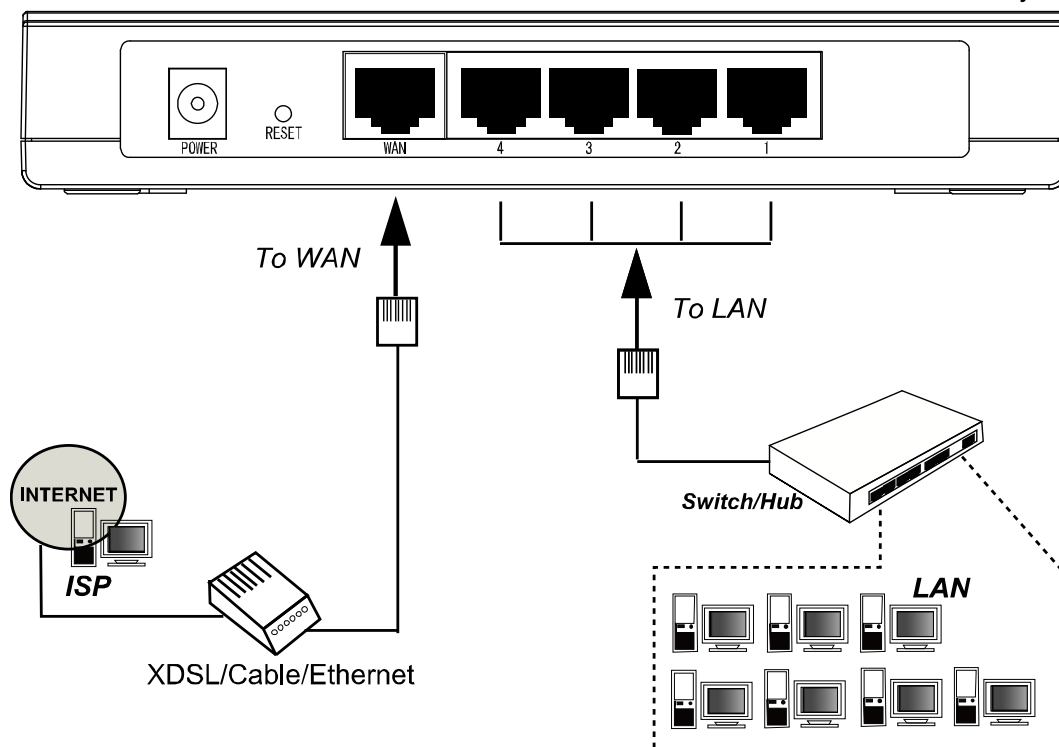 POWER
RESET
WAN
4
3
2
1
To WAN
To LAN
INTERNET
ISP
XDSL/Cable/Ethernet
Switch/Hub
LAN